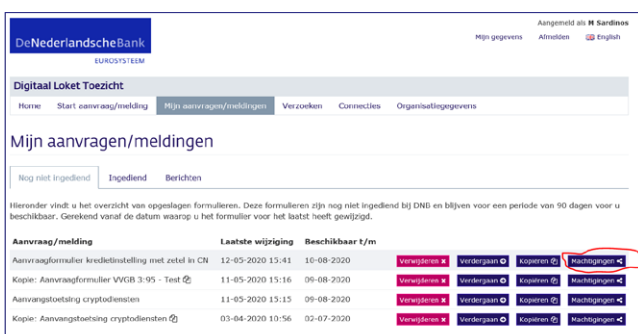 Aangemeld als M Sardinos
Mijn gegevens Afmelden English
DeNederlandscheBank
EUROSYSTEEM
Digitaal Loket Toezicht
Home Start aanvraag/melding Mijn aanvragen/meldingen Verzoeken Connecties Organisatiegegevens
Mijn aanvragen/meldingen
Nog niet ingediend Ingediend Berichten
Hieronder vindt u het overzicht van opgeslagen formulieren. Deze formulieren zijn nog niet ingediend bij DNB en blijven voor een periode van 90 dagen voor u
beschikbaar. Gerekend vanaf de datum waarop u het formulier voor het laatst heeft gewijzigd.
Aanvraag/melding Laatste wijziging Beschikbaar t/m
Aanvraagformulier kredietinstelling met zetel in CN 12-05-2020 15:41 10-08-2020 Verwijderen Verdergaan Kopiëren Machtigingen
Kopie: Aanvraagformulier VVGB 3:95 - Test 11-05-2020 15:16 09-08-2020 Verwijderen Verdergaan Kopiëren Machtigingen
Aanvangstoetsing cryptodiensten 11-05-2020 15:15 09-08-2020 Verwijderen Verdergaan Kopiëren Machtigingen
Kopie: Aanvangstoetsing cryptodiensten 03-04-2020 10:56 02-07-2020 Verwijderen Verdergaan Kopiëren Machtigingen